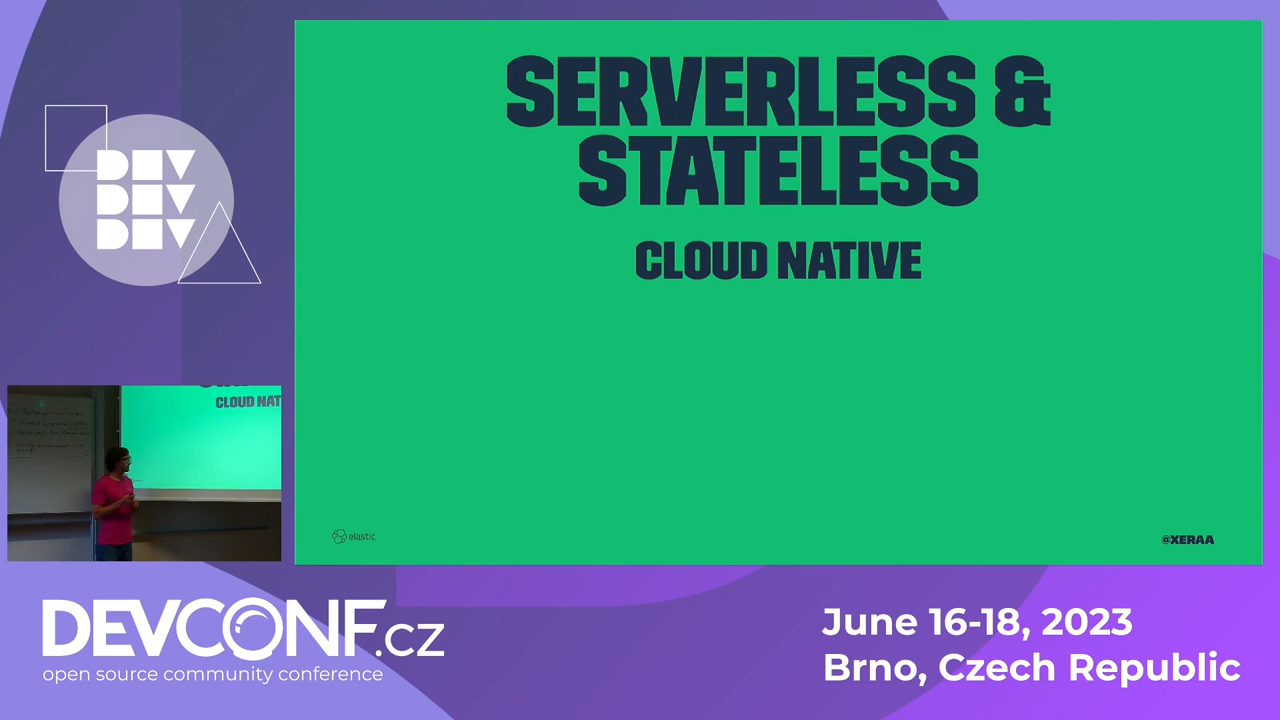 SERVERLESS &
STATELESS
CLOUD NATIVE
elastic
@XERAA
DEV
DEV
DEV
CLOUD NAT
DEVCONF.cz
open source community conference
June 16-18, 2023
Brno, Czech Republic